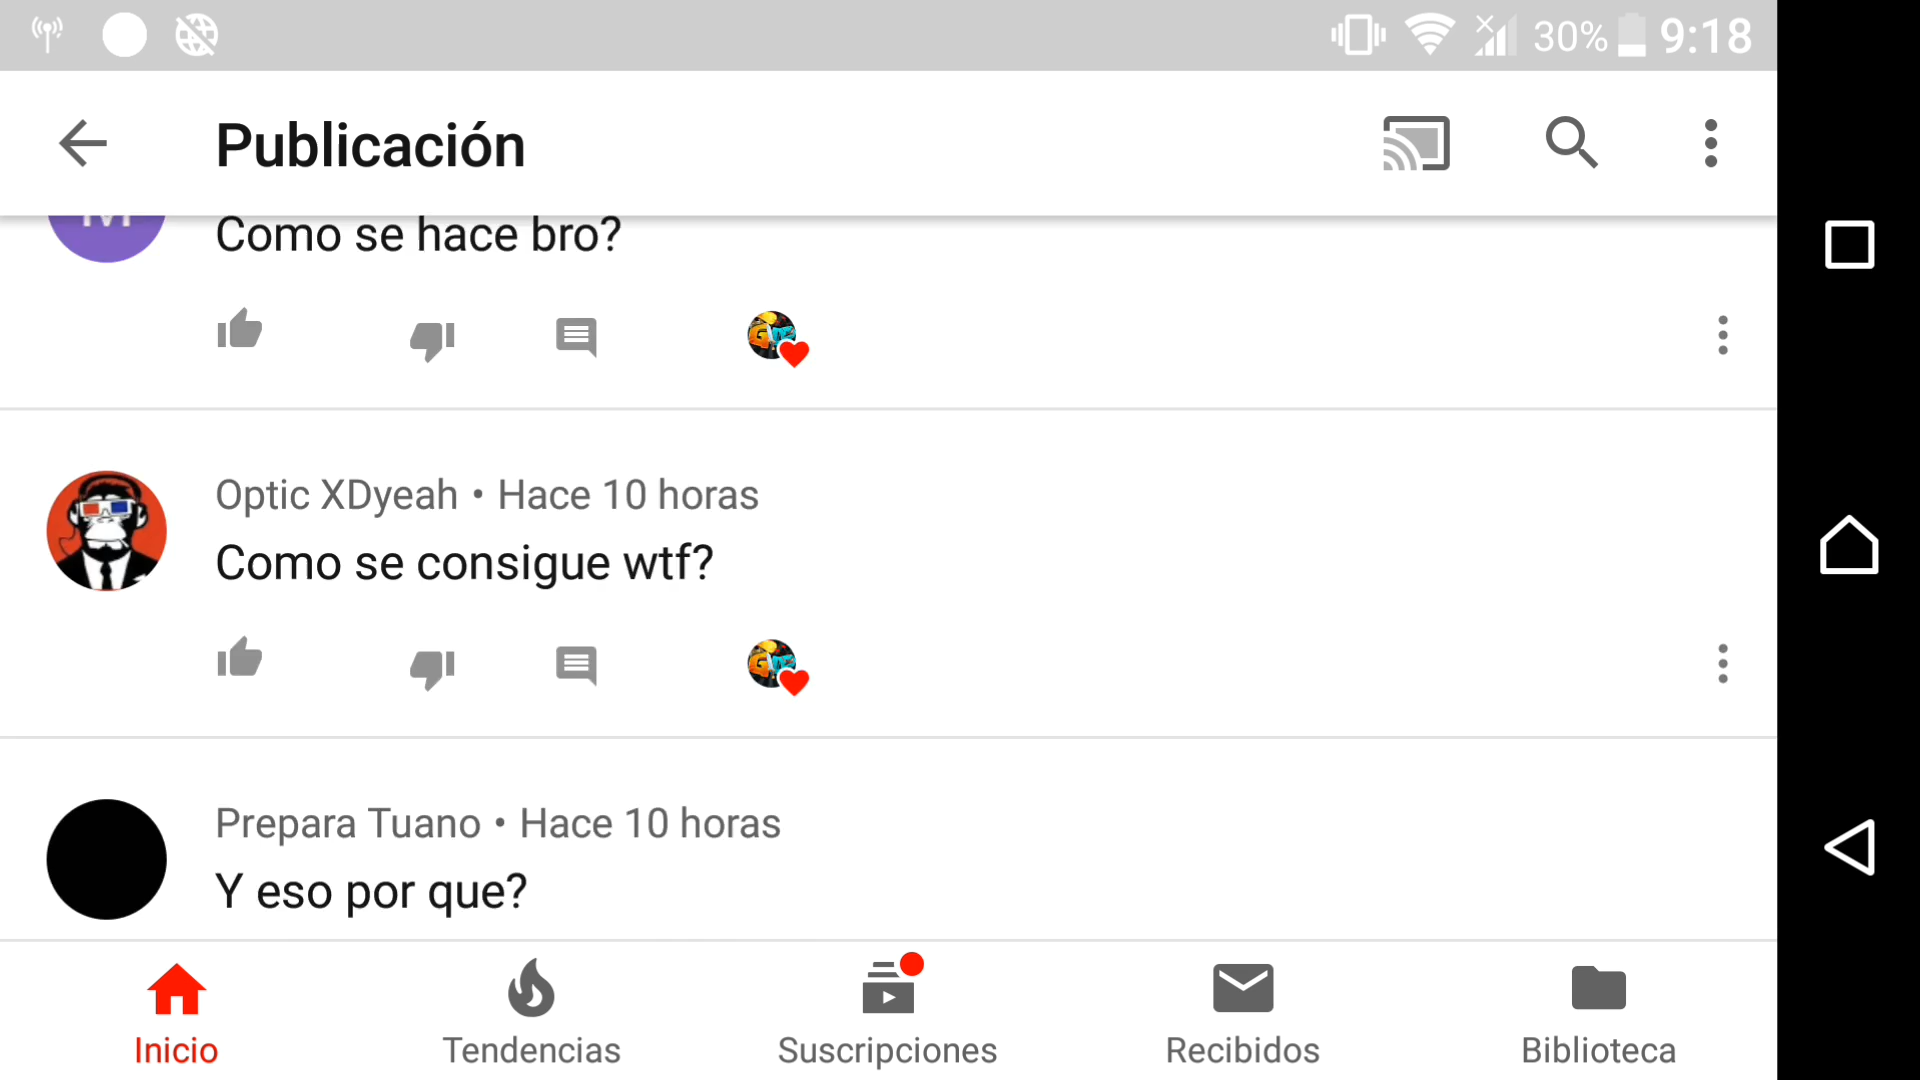 30% 9:18
Publicación
Como se hace bro?
Optic XDyeah • Hace 10 horas
Como se consigue wtf?
Prepara Tuano • Hace 10 horas
Y eso por que?
Inicio Tendencias Suscripciones Recibidos Biblioteca